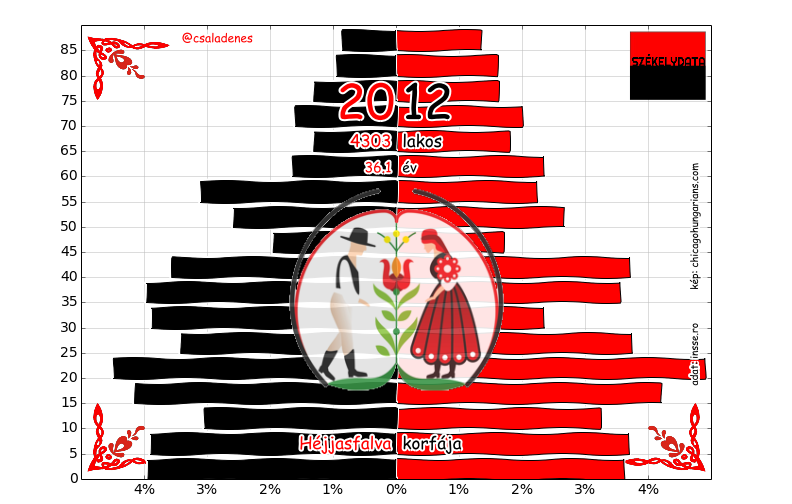 @csaladenes
SZÉKELYDATA
2012
4303 lakos
36.1 év
Héjjasfalva korfája
kép: chicagohungarians.com
adat: insse.ro
85
80
75
70
65
60
55
50
45
40
35
30
25
20
15
10
5
0
4% 3% 2% 1% 0% 1% 2% 3% 4%